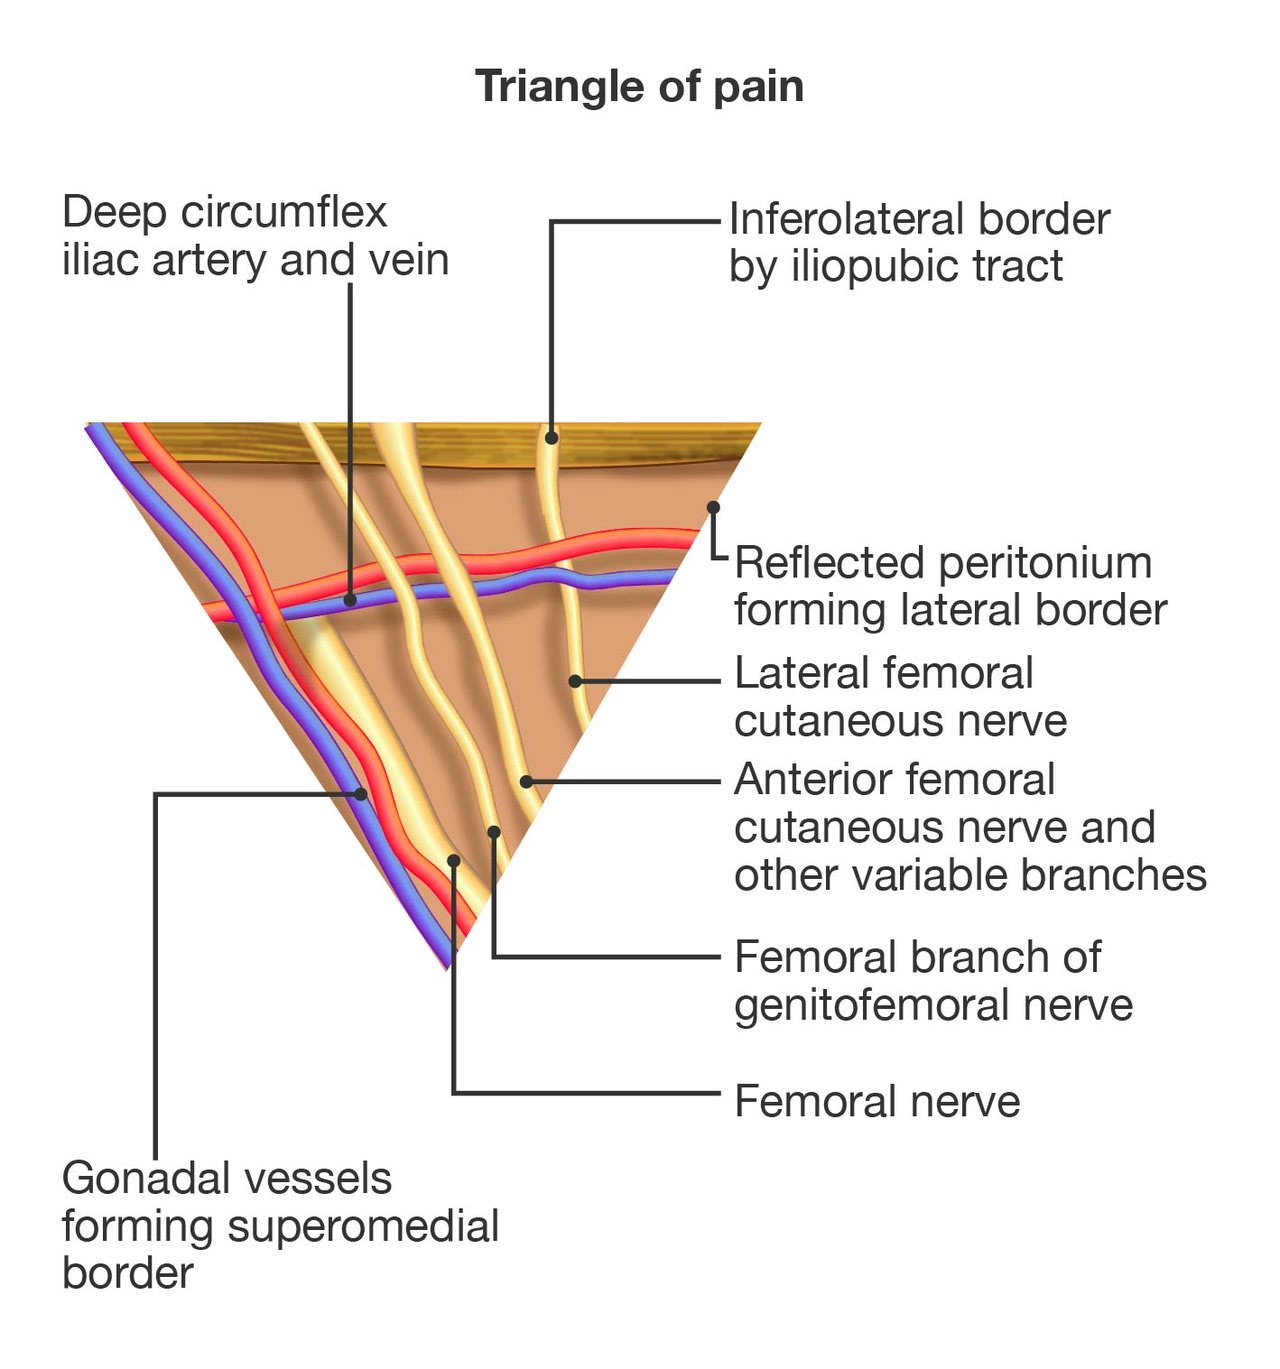 Triangle of pain
Deep circumflex
iliac artery and vein
Inferolateral border
by iliopubic tract
Reflected peritonium
forming lateral border
Lateral femoral
cutaneous nerve
Anterior femoral
cutaneous nerve and
other variable branches
Femoral branch of
genitofemoral nerve
Femoral nerve
Gonadal vessels
forming superomedial
border